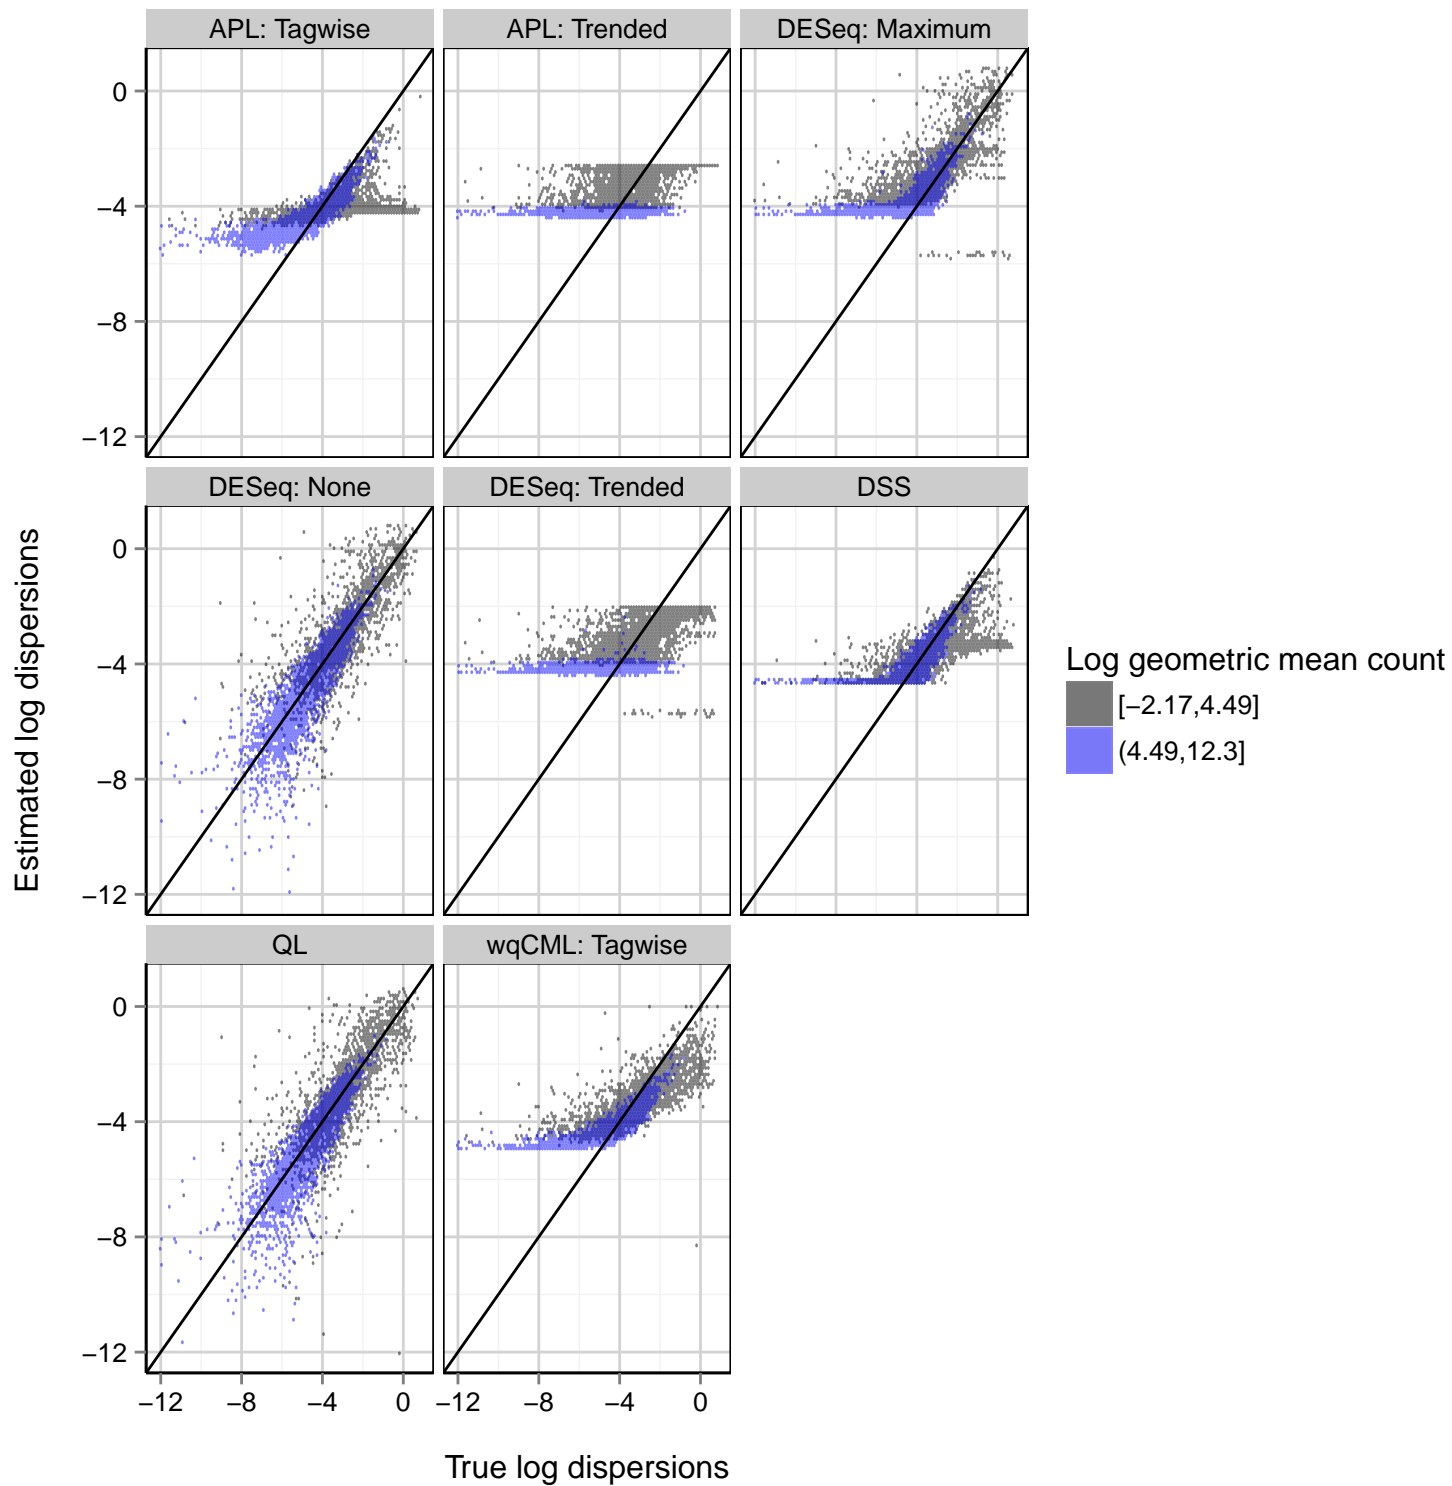 APL: Tagwise
APL: Trended
DESeq: Maximum
0
−4
−8
−12
DESeq: None
DESeq: Trended
DSS
0
−4
−8
−12
QL
wqCML: Tagwise
0
−4
−8
−12
−12 −8 −4 0
−12 −8 −4 0
True log dispersions
Estimated log dispersions
Log geometric mean count
[−2.17,4.49]
(4.49,12.3]